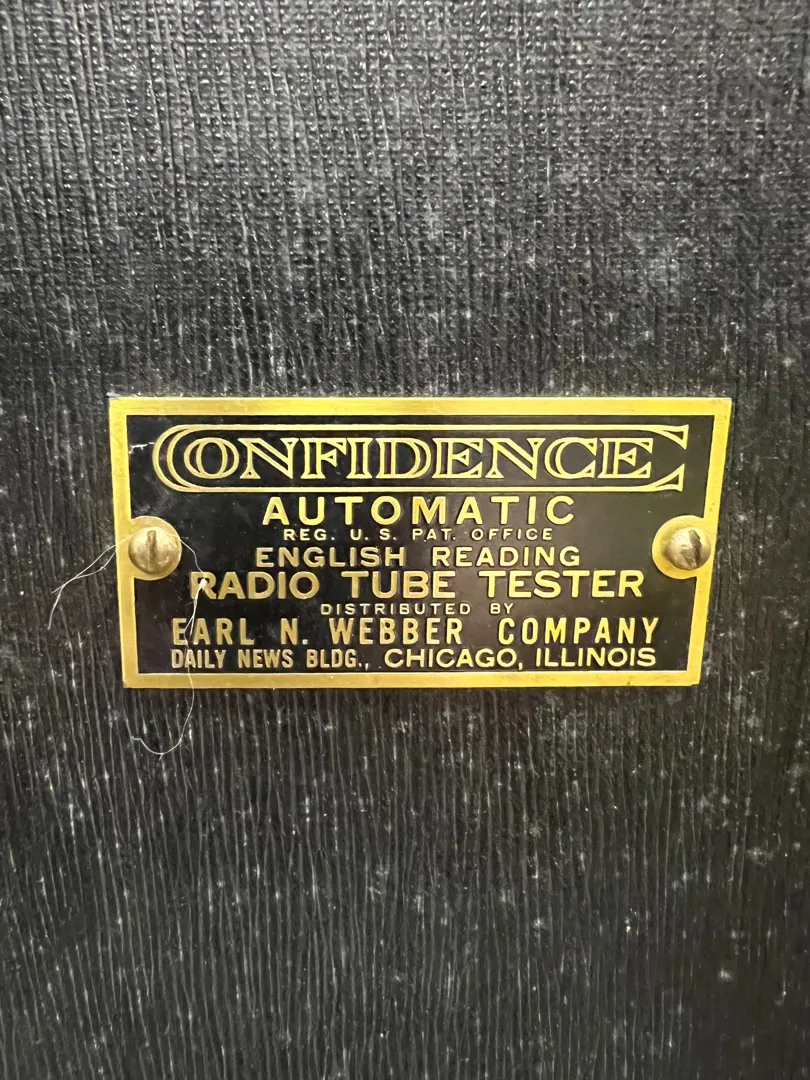 CONFIDENCE
AUTOMATIC
REG. U. S. PAT. OFFICE
ENGLISH READING
RADIO TUBE TESTER
DISTRIBUTED BY
EARL N. WEBBER COMPANY
DAILY NEWS BLDG., CHICAGO, ILLINOIS